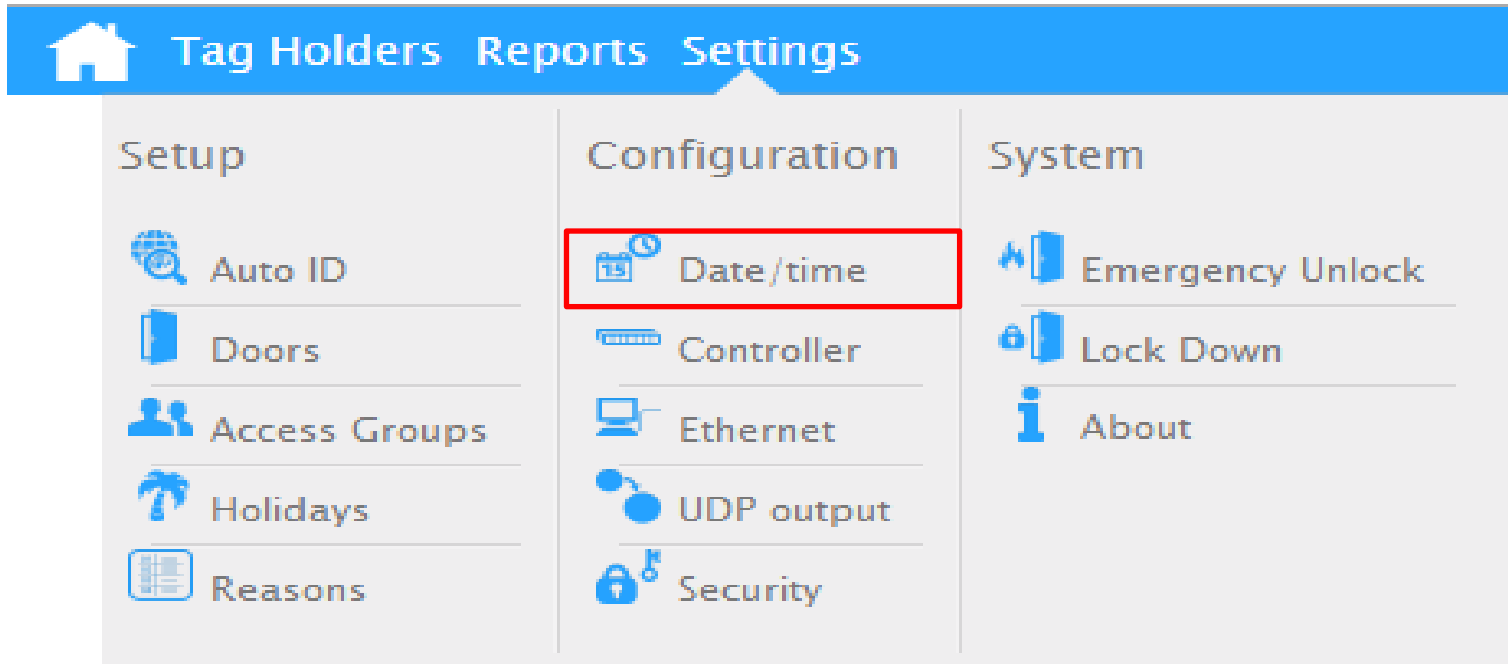 Tag Holders Reports Settings
Setup
Auto ID
Doors
Access Groups
Holidays
Reasons
Configuration
15
Date/time
Controller
Ethernet
UDP output
Security
System
Emergency Unlock
Lock Down
About